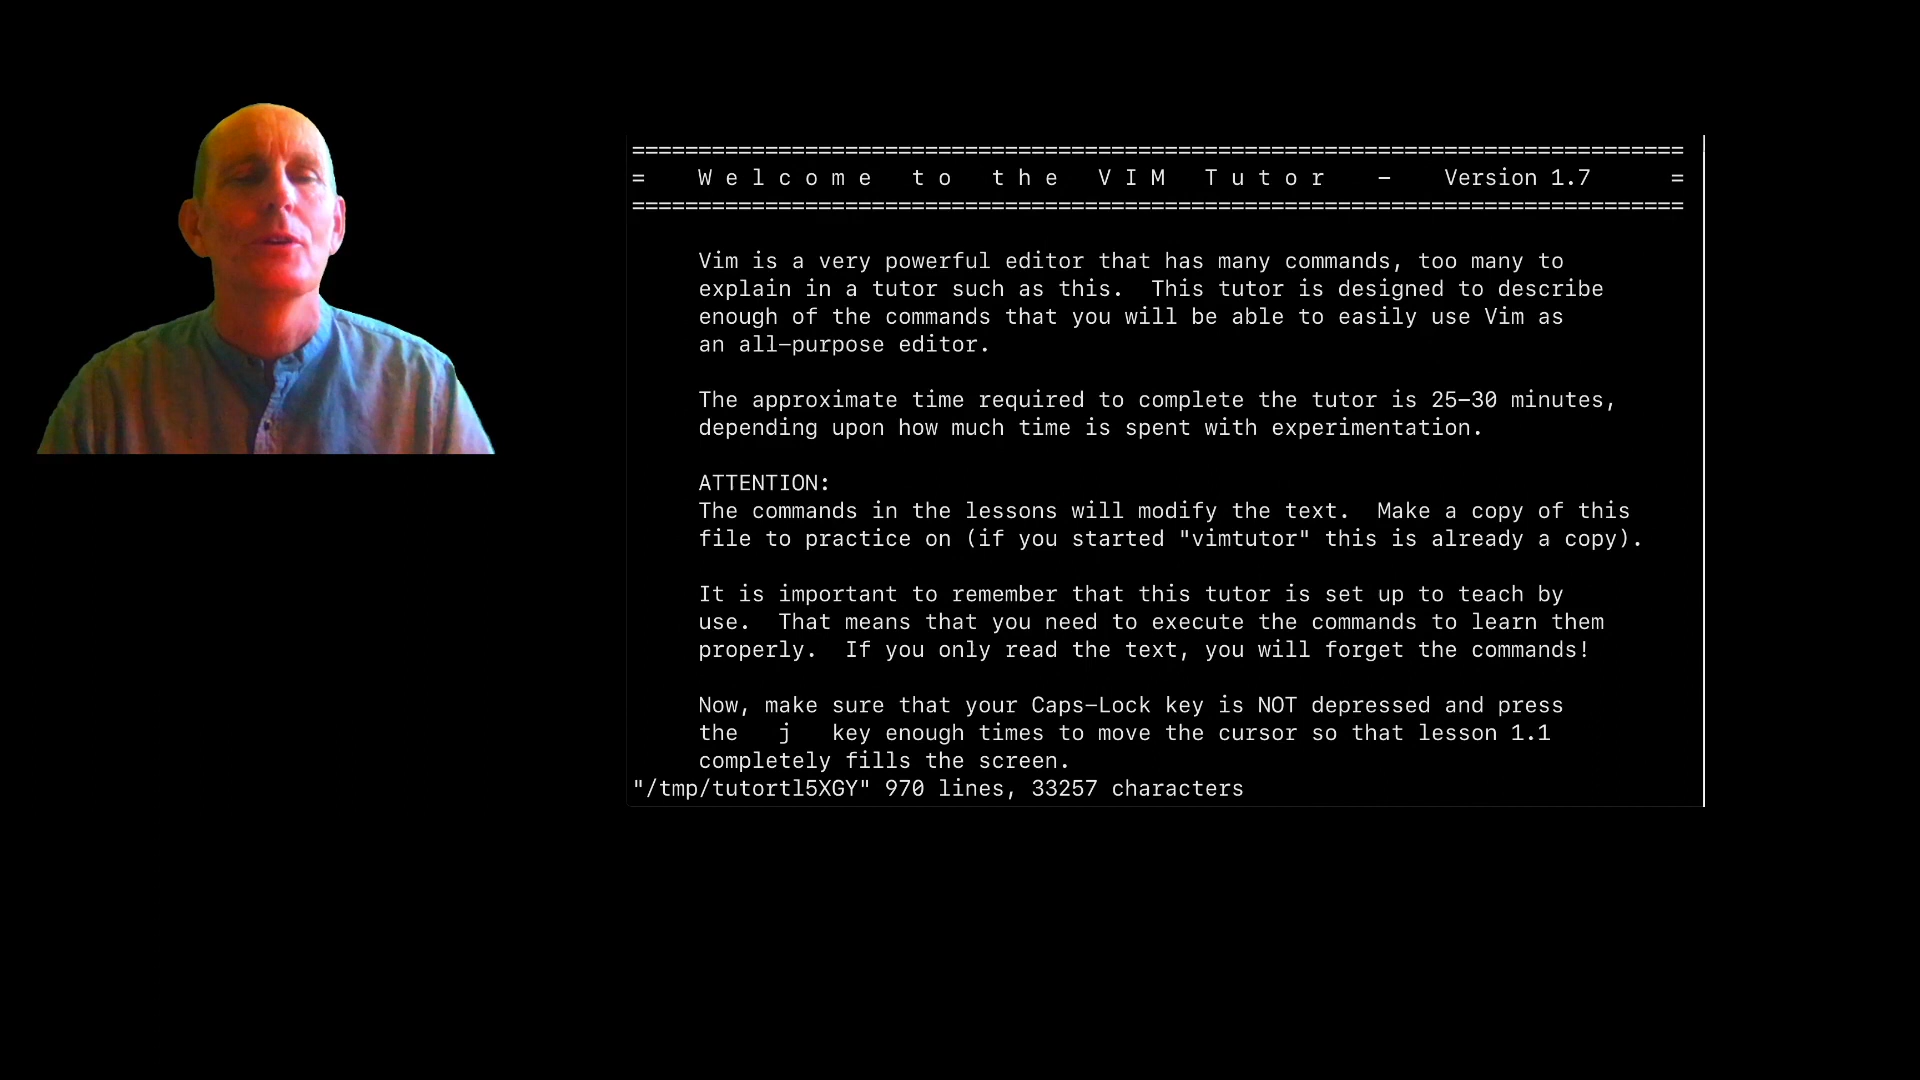 ===============================================================================
=    W e l c o m e   t o   t h e   V I M   T u t o r    -    Version 1.7      =
===============================================================================
Vim is a very powerful editor that has many commands, too many to
explain in a tutor such as this.  This tutor is designed to describe
enough of the commands that you will be able to easily use Vim as
an all-purpose editor.
The approximate time required to complete the tutor is 25-30 minutes,
depending upon how much time is spent with experimentation.
ATTENTION:
The commands in the lessons will modify the text.  Make a copy of this
file to practice on (if you started "vimtutor" this is already a copy).
It is important to remember that this tutor is set up to teach by
use.  That means that you need to execute the commands to learn them
properly.  If you only read the text, you will forget the commands!
Now, make sure that your Caps-Lock key is NOT depressed and press
the   j   key enough times to move the cursor so that lesson 1.1
completely fills the screen.
"/tmp/tutortl5XGY" 970 lines, 33257 characters